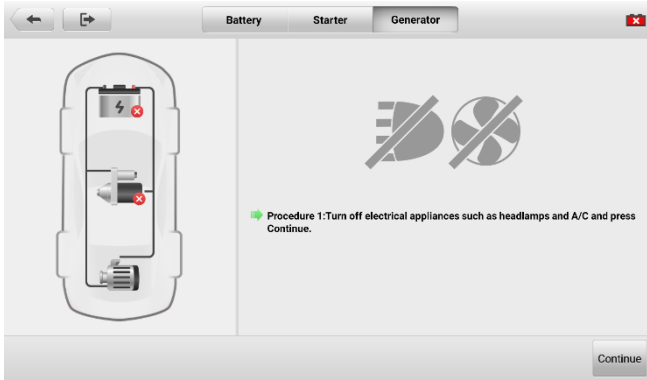 Battery
Starter
Generator
Procedure 1:Turn off electrical appliances such as headlamps and A/C and press
Continue.
Continue